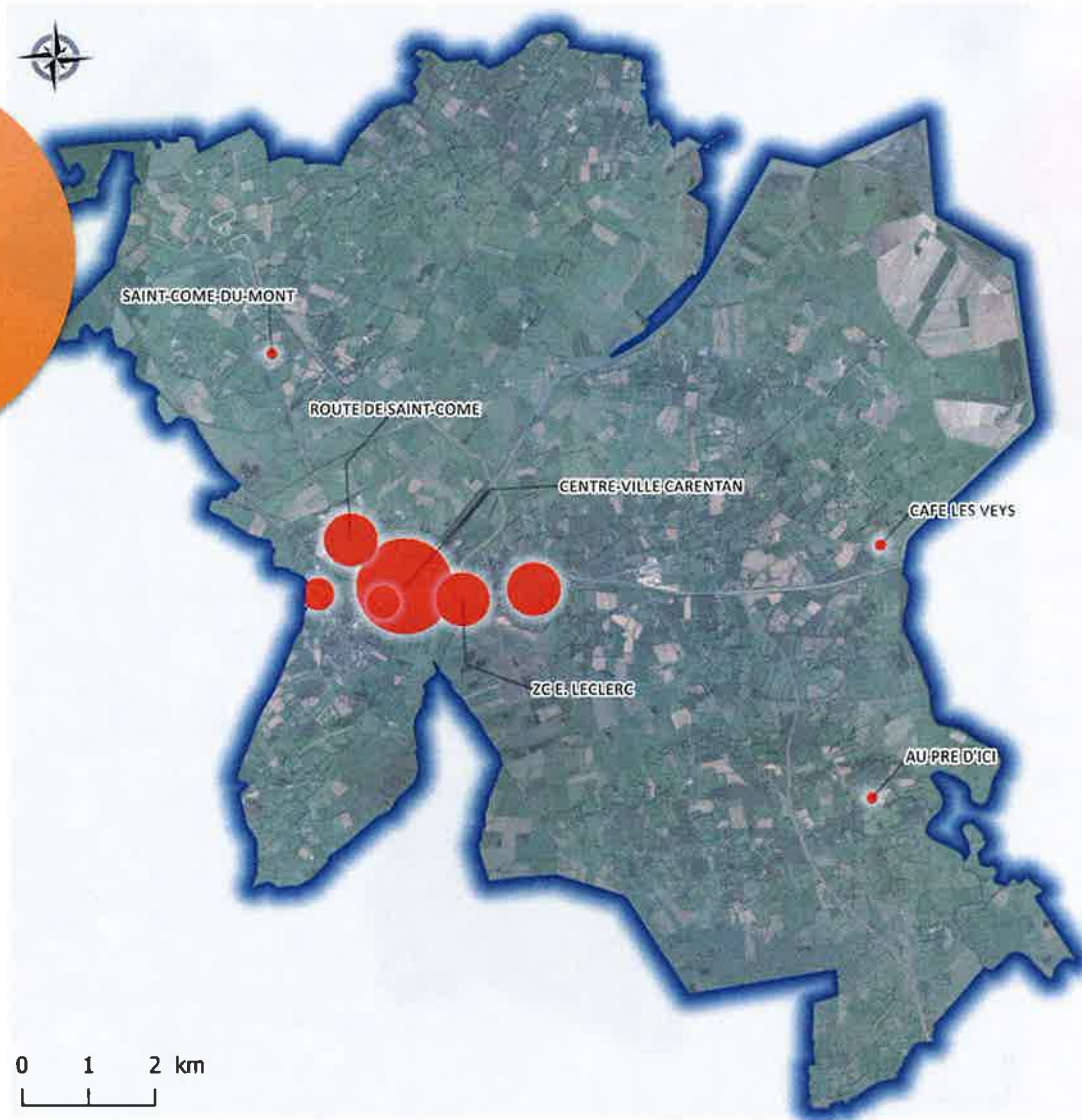 SAINT-COME-DU-MONT
ROUTE DE SAINT-COME
CENTRE-VILLE CARENTAN
CAFE LES VEYS
ZC E. LECLERC
AU PRE D'ICI
0 1 2 km